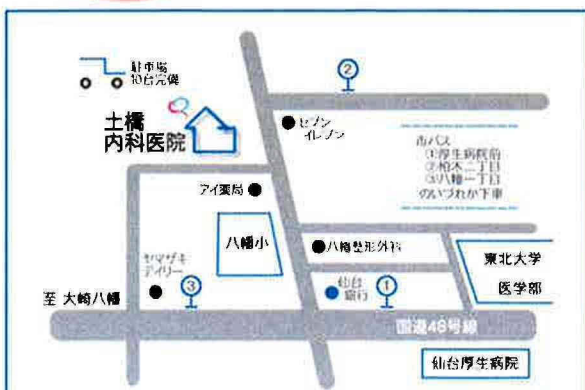 駐車場
10台完備
土橋
内科医院
②
セブン
イレブン
市バス
①厚生病院前
②柏木二丁目
③八幡一丁目
のいづれか下車
アイ薬局
八幡小
八幡整形外科
ヤマザキ
デイリー
③
仙台
銀行
①
東北大学
医学部
至 大崎八幡
国道48号線
仙台厚生病院